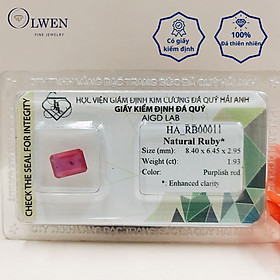 OLWEN
FINE JEWELRY
Có giấy
kiểm định
100%
Đá thiên nhiên
HỌC VIỆN GIÁM ĐỊNH KIM CƯƠNG ĐÁ QUÝ HẢI ANH
GIẤY KIỂM ĐỊNH ĐÁ QUÝ
AIGD LAB
HA_RB00011
Natural Ruby*
Size (mm): 8.40 x 6.45 x 2.95
Weight (ct): 1.93
Color: Purplish red
*: Enhanced clarity
CHECK THE SEAL FOR INTEGRITY